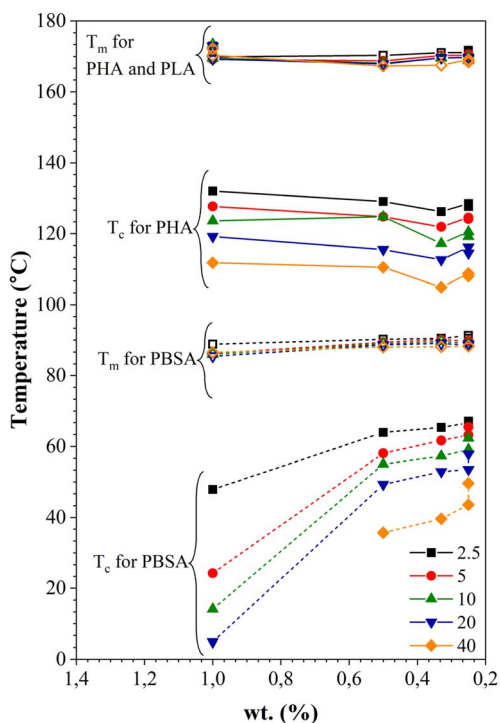 180
160
140
120
100
80
60
40
20
0
Temperature (°C)
Tm for
PHA and PLA
Tc for PHA
Tm for PBSA
Tc for PBSA
2.5
5
10
20
40
1,4 1,2 1,0 0,8 0,6 0,4 0,2
wt. (%)